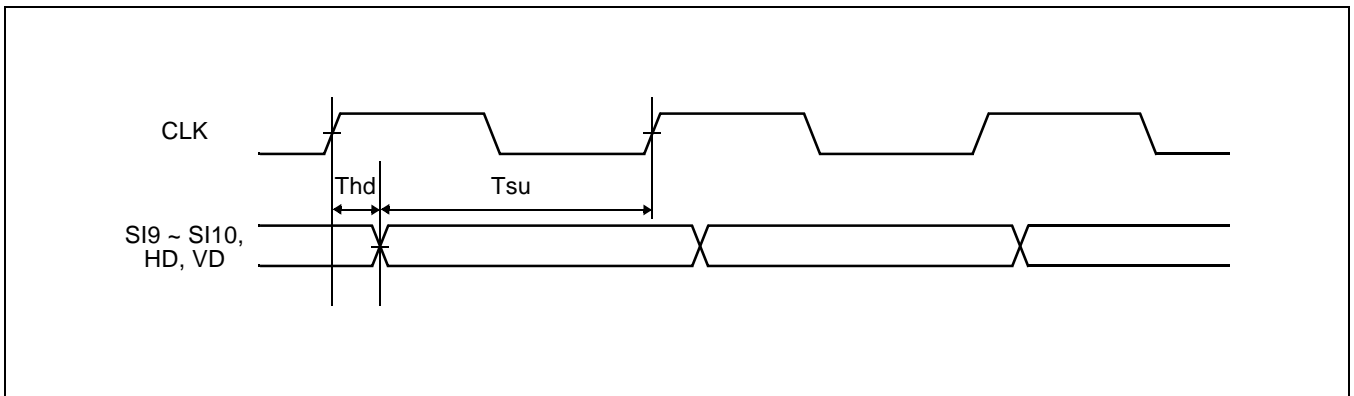 CLK
Thd
Tsu
SI9 ~ SI10,
HD, VD